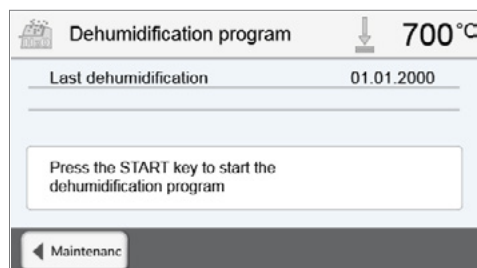 Dehumidification program 700°C
Last dehumidification 01.01.2000
Press the START key to start the
dehumidification program
Maintenanc